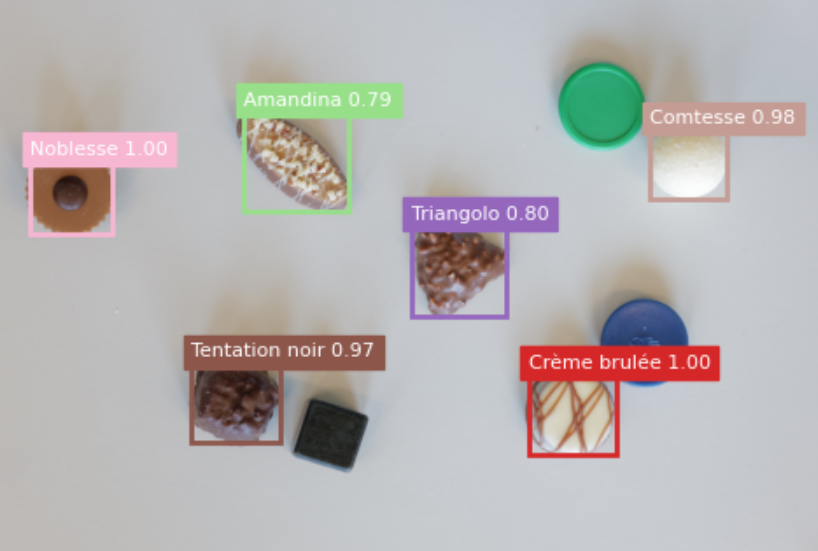 Amandina 0.79
Comtesse 0.98
Noblesse 1.00
Triangolo 0.80
Tentation noir 0.97
Crème brulée 1.00